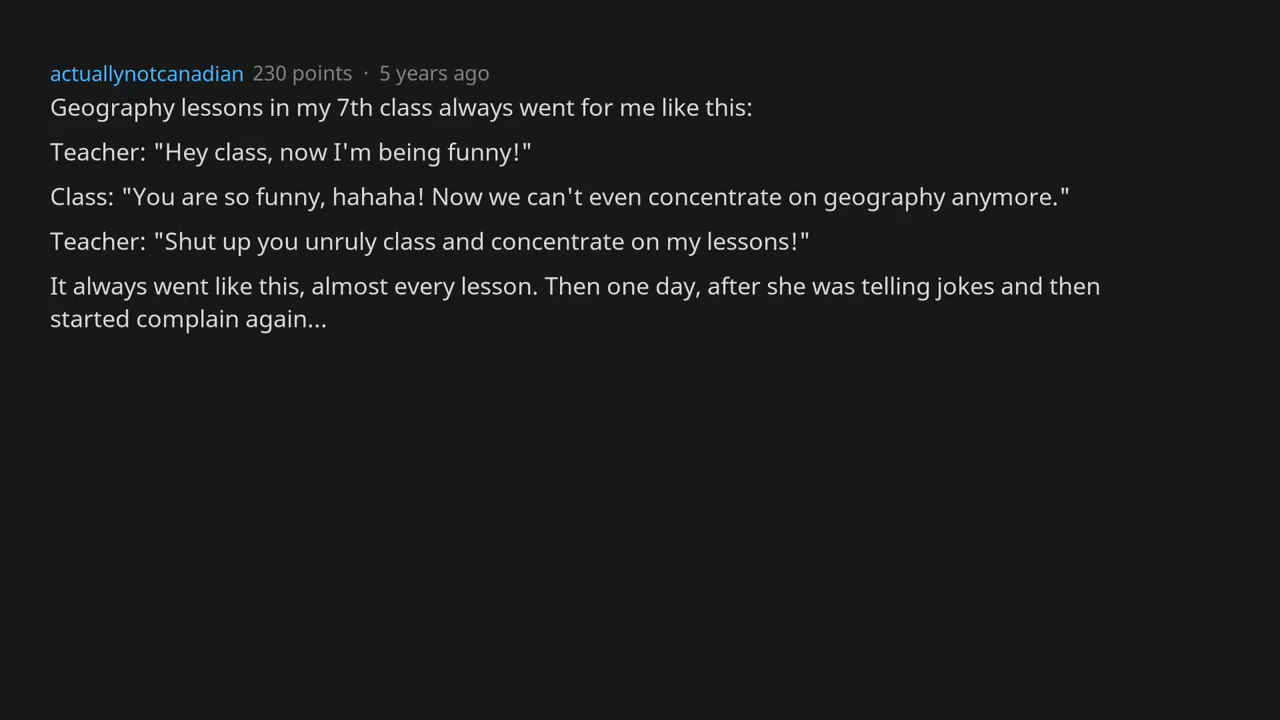 actuallynotcanadian 230 points · 5 years ago
Geography lessons in my 7th class always went for me like this:
Teacher: "Hey class, now I'm being funny!"
Class: "You are so funny, hahaha! Now we can't even concentrate on geography anymore."
Teacher: "Shut up you unruly class and concentrate on my lessons!"
It always went like this, almost every lesson. Then one day, after she was telling jokes and then
started complain again...